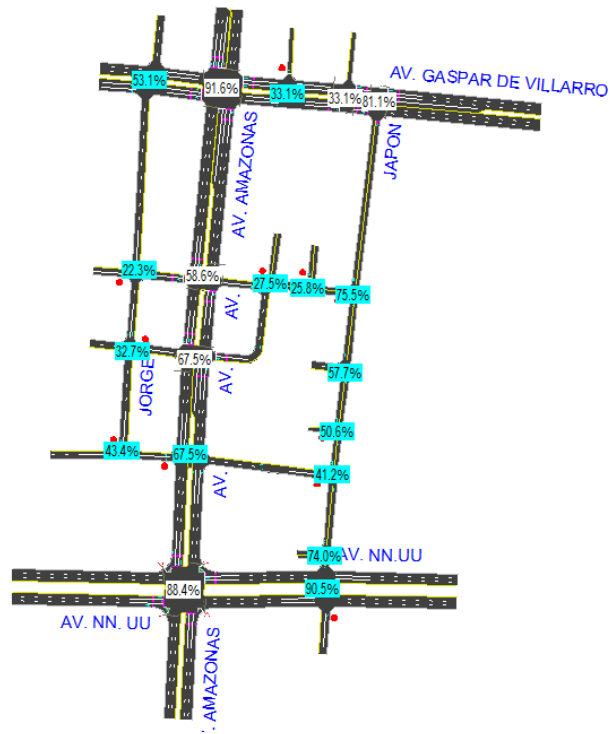 53.1%
91.6%
33.1%
33.1%
81.1%
AV. GASPAR DE VILLARRO
AV. AMAZONAS
JAPON
22.3%
58.6%
27.5%
25.8%
75.5%
AV.
32.7%
67.5%
57.7%
AV.
JORGE
43.4%
67.5%
50.6%
41.2%
AV.
74.0%
AV. NN.UU
88.4%
90.5%
AV. NN. UU
. AMAZONAS